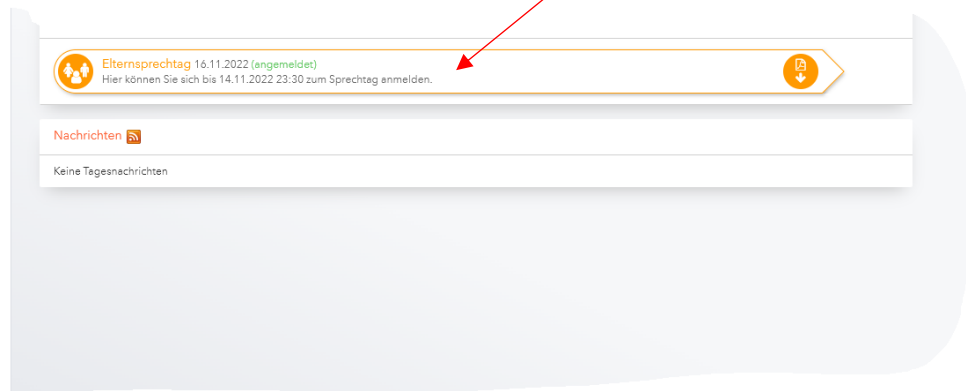 Elternsprechtag 16.11.2022 (angemeldet)
Hier können Sie sich bis 14.11.2022 23:30 zum Sprechtag anmelden.
Nachrichten
Keine Tagesnachrichten